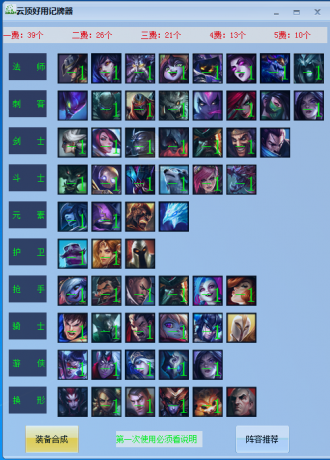 云顶好用记牌器
一费：39个 二费：26个 三费：21个 4费：13个 5费：10个
法师
刺客
剑士
斗士
元素
护卫
枪手
骑士
游侠
换形
装备合成 第一次使用必须看说明 阵容推荐